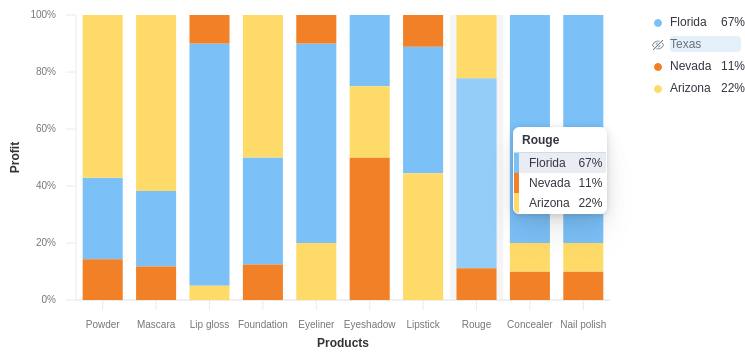 100%
80%
60%
40%
20%
0%
Profit
Powder
Mascara
Lip gloss
Foundation
Eyeliner
Eyeshadow
Lipstick
Rouge
Concealer
Nail polish
Products
Rouge
Florida 67%
Nevada 11%
Arizona 22%
Florida 67%
Texas
Nevada 11%
Arizona 22%